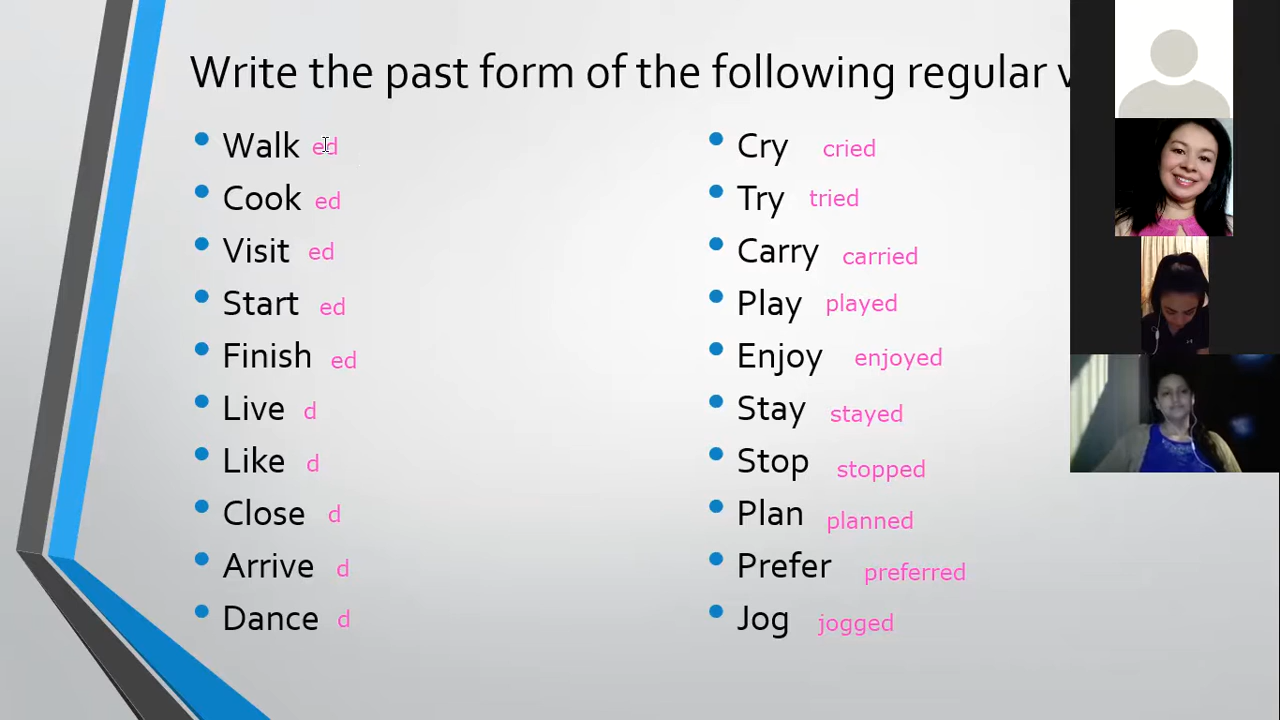 Write the past form of the following regular
Walk ed
Cook ed
Visit ed
Start ed
Finish ed
Live d
Like d
Close d
Arrive d
Dance d
Cry cried
Try tried
Carry carried
Play played
Enjoy enjoyed
Stay stayed
Stop stopped
Plan planned
Prefer preferred
Jog jogged